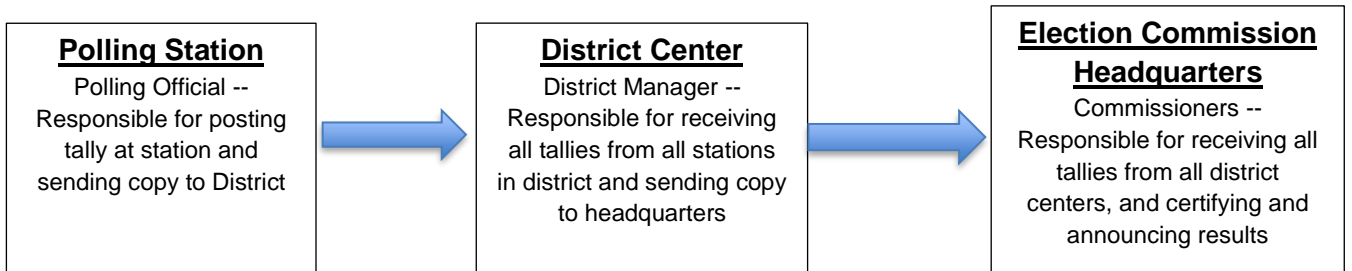 Polling Station
Polling Official --
Responsible for posting
tally at station and
sending copy to District
District Center
District Manager --
Responsible for receiving
all tallies from all stations
in district and sending copy
to headquarters
Election Commission
Headquarters
Commissioners --
Responsible for receiving all
tallies from all district
centers, and certifying and
announcing results